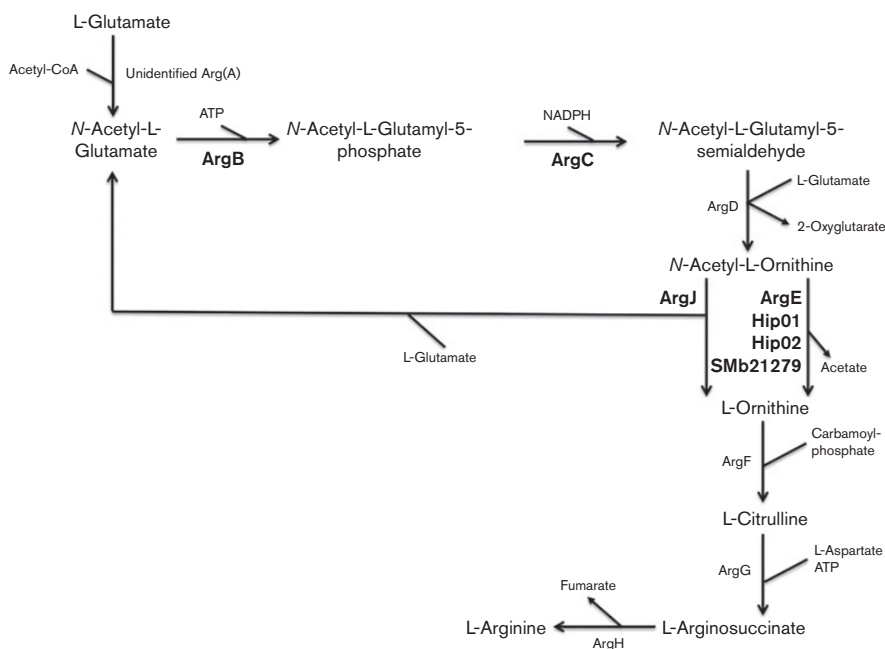 L-Glutamate
Acetyl-CoA
Unidentified Arg(A)
N-Acetyl-L-
Glutamate
ATP
ArgB
N-Acetyl-L-Glutamyl-5-
phosphate
NADPH
ArgC
N-Acetyl-L-Glutamyl-5-
semialdehyde
ArgD
L-Glutamate
2-Oxyglutarate
N-Acetyl-L-Ornithine
ArgJ
ArgE
Hip01
Hip02
SMb21279
Acetate
L-Glutamate
L-Ornithine
ArgF
Carbamoyl-
phosphate
L-Citrulline
ArgG
L-Aspartate
ATP
L-Arginosuccinate
Fumarate
ArgH
L-Arginine